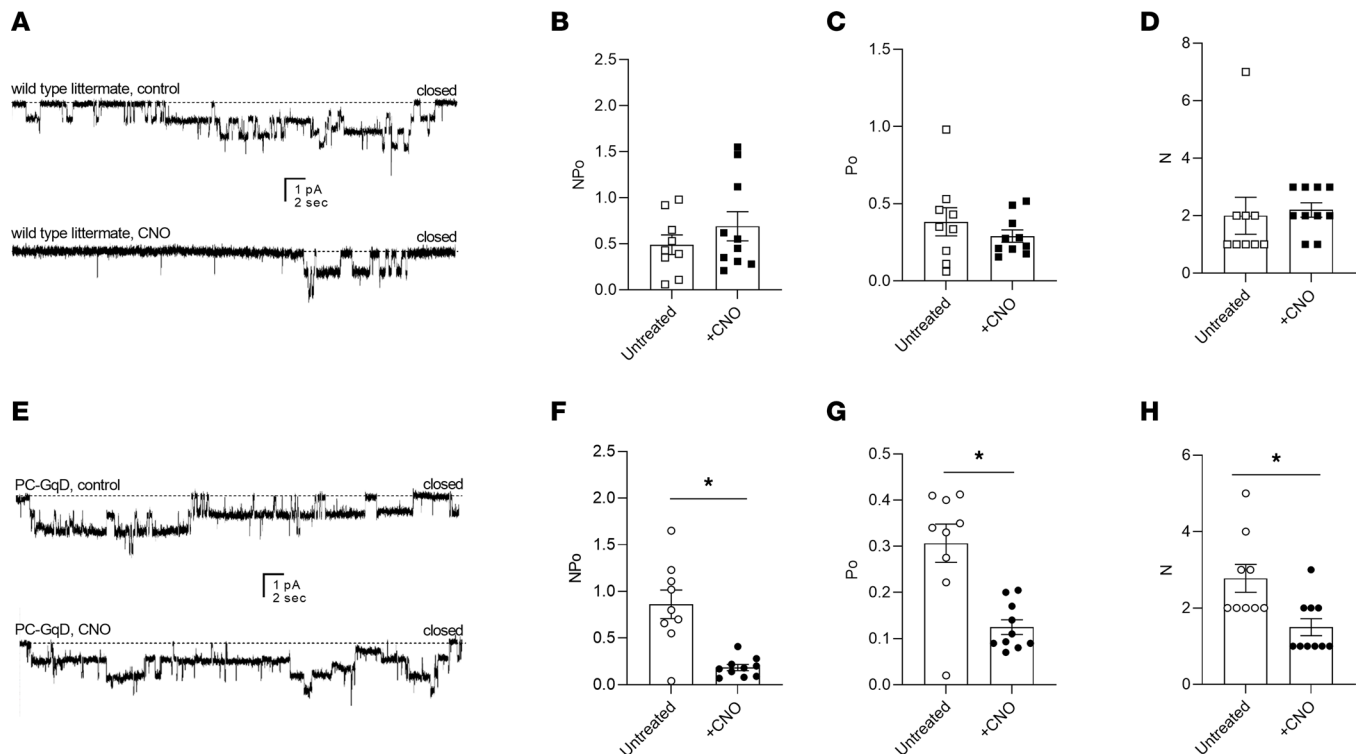 A
wild type littermate, control
closed
1 pA
2 sec
wild type littermate, CNO
closed
B
2.5
2.0
1.5
1.0
0.5
0.0
NPo
Untreated
+CNO
C
1.5
1.0
0.5
0.0
Po
Untreated
+CNO
D
8
6
4
2
0
N
Untreated
+CNO
E
PC-GqD, control
closed
1 pA
2 sec
PC-GqD, CNO
closed
F
2.5
2.0
1.5
1.0
0.5
0.0
NPo
*
Untreated
+CNO
G
0.5
0.4
0.3
0.2
0.1
0.0
Po
*
Untreated
+CNO
H
6
4
2
0
N
*
Untreated
+CNO